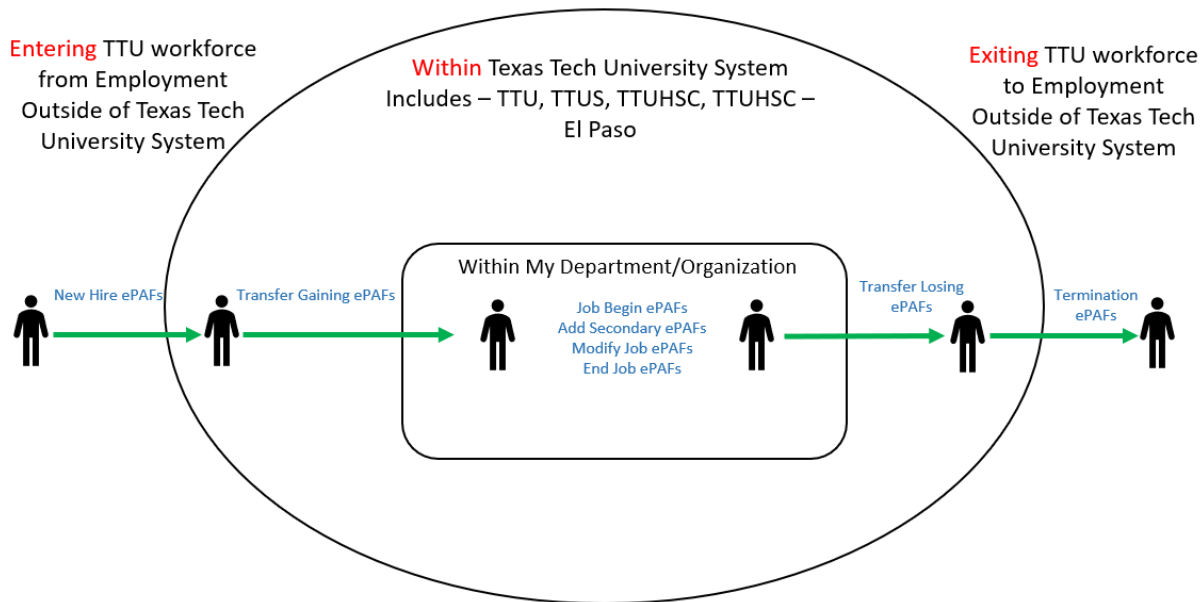 Entering TTU workforce
from Employment
Outside of Texas Tech
University System
Within Texas Tech University System
Includes – TTU, TTUS, TTUHSC, TTUHSC –
El Paso
Exiting TTU workforce
to Employment
Outside of Texas Tech
University System
Within My Department/Organization
New Hire ePAFs
Transfer Gaining ePAFs
Job Begin ePAFs
Add Secondary ePAFs
Modify Job ePAFs
End Job ePAFs
Transfer Losing
ePAFs
Termination
ePAFs